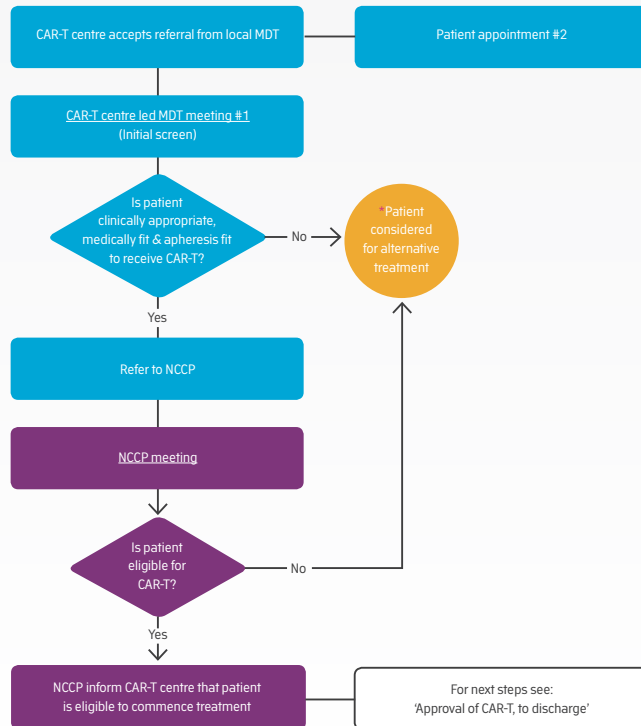 CAR-T centre accepts referral from local MDT
Patient appointment #2
CAR-T centre led MDT meeting #1
(Initial screen)
Is patient
clinically appropriate,
medically fit & apheresis fit
to receive CAR-T?
No
*Patient
considered
for alternative
treatment
Yes
Refer to NCCP
NCCP meeting
Is patient
eligible for
CAR-T?
No
Yes
NCCP inform CAR-T centre that patient
is eligible to commence treatment
For next steps see:
'Approval of CAR-T, to discharge'